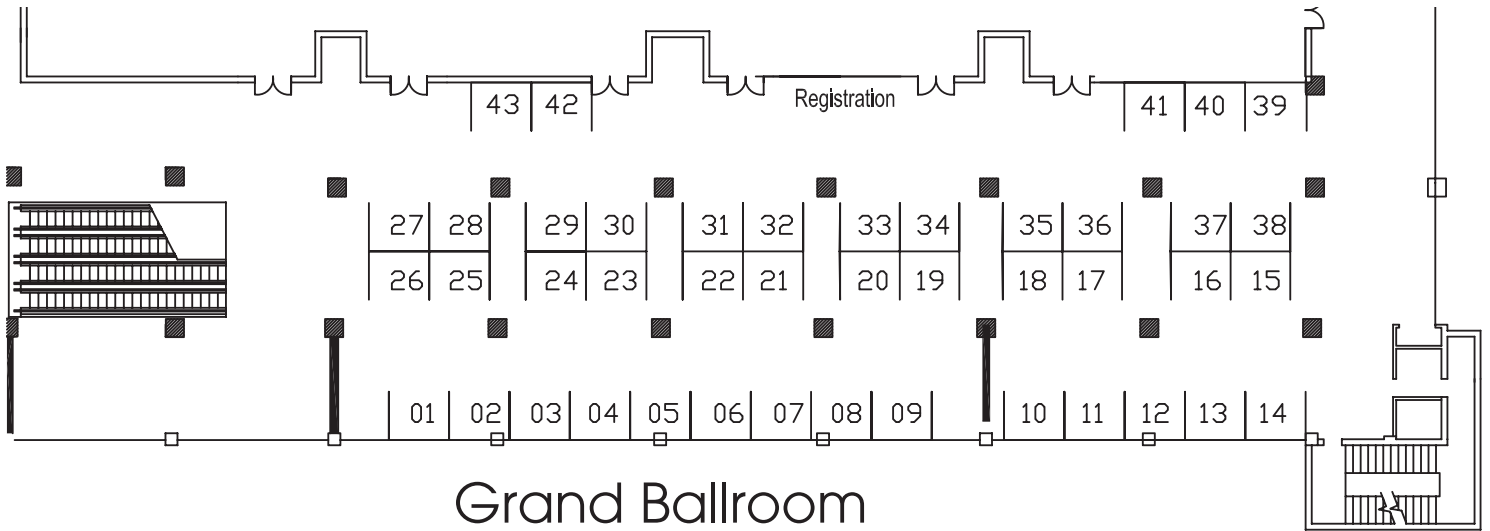 Registration
43 42 41 40 39
27 28 29 30 31 32 33 34 35 36 37 38
26 25 24 23 22 21 20 19 18 17 16 15
01 02 03 04 05 06 07 08 09 10 11 12 13 14
Grand Ballroom